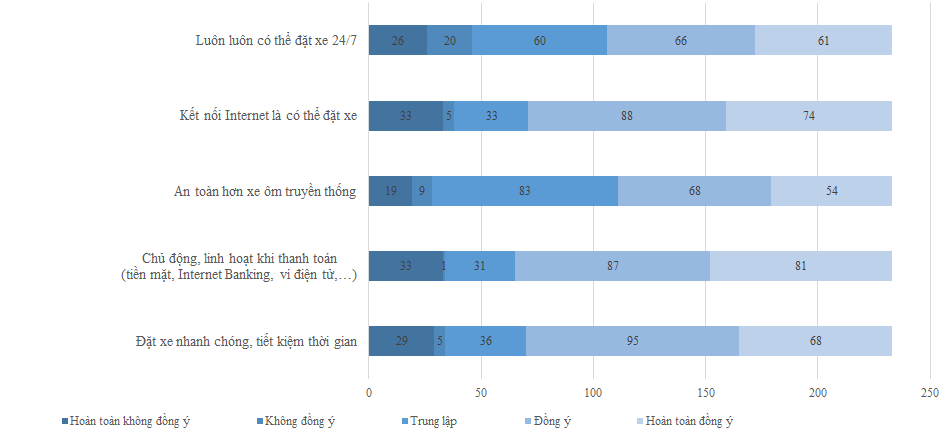 Luôn luôn có thể đặt xe 24/7
26 20 60 66 61
Kết nối Internet là có thể đặt xe
33 5 33 88 74
An toàn hơn xe ôm truyền thống
19 9 83 68 54
Chủ động, linh hoạt khi thanh toán
(tiền mặt, Internet Banking, ví điện tử,…)
33 1 31 87 81
Đặt xe nhanh chóng, tiết kiệm thời gian
29 5 36 95 68
0 50 100 150 200 250
Hoàn toàn không đồng ý Không đồng ý Trung lập Đồng ý Hoàn toàn đồng ý